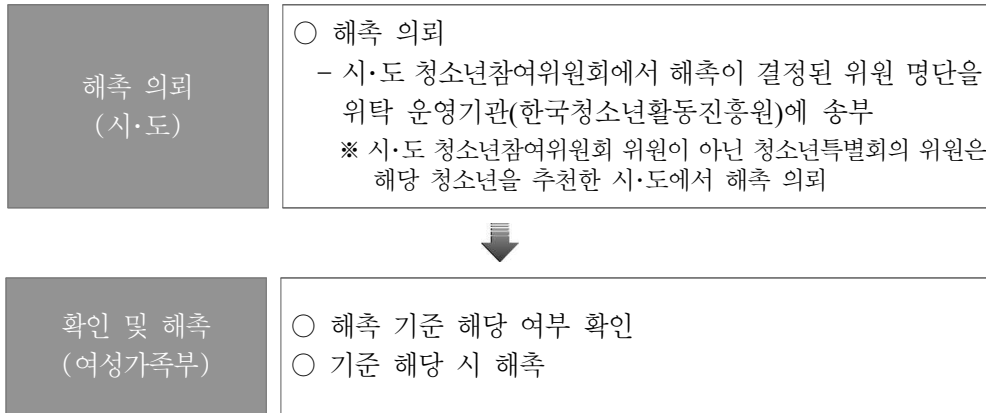 해촉 의뢰
(시·도)
○ 해촉 의뢰
- 시·도 청소년참여위원회에서 해촉이 결정된 위원 명단을
위탁 운영기관(한국청소년활동진흥원)에 송부
※ 시·도 청소년참여위원회 위원이 아닌 청소년특별회의 위원은
해당 청소년을 추천한 시·도에서 해촉 의뢰
확인 및 해촉
(여성가족부)
○ 해촉 기준 해당 여부 확인
○ 기준 해당 시 해촉